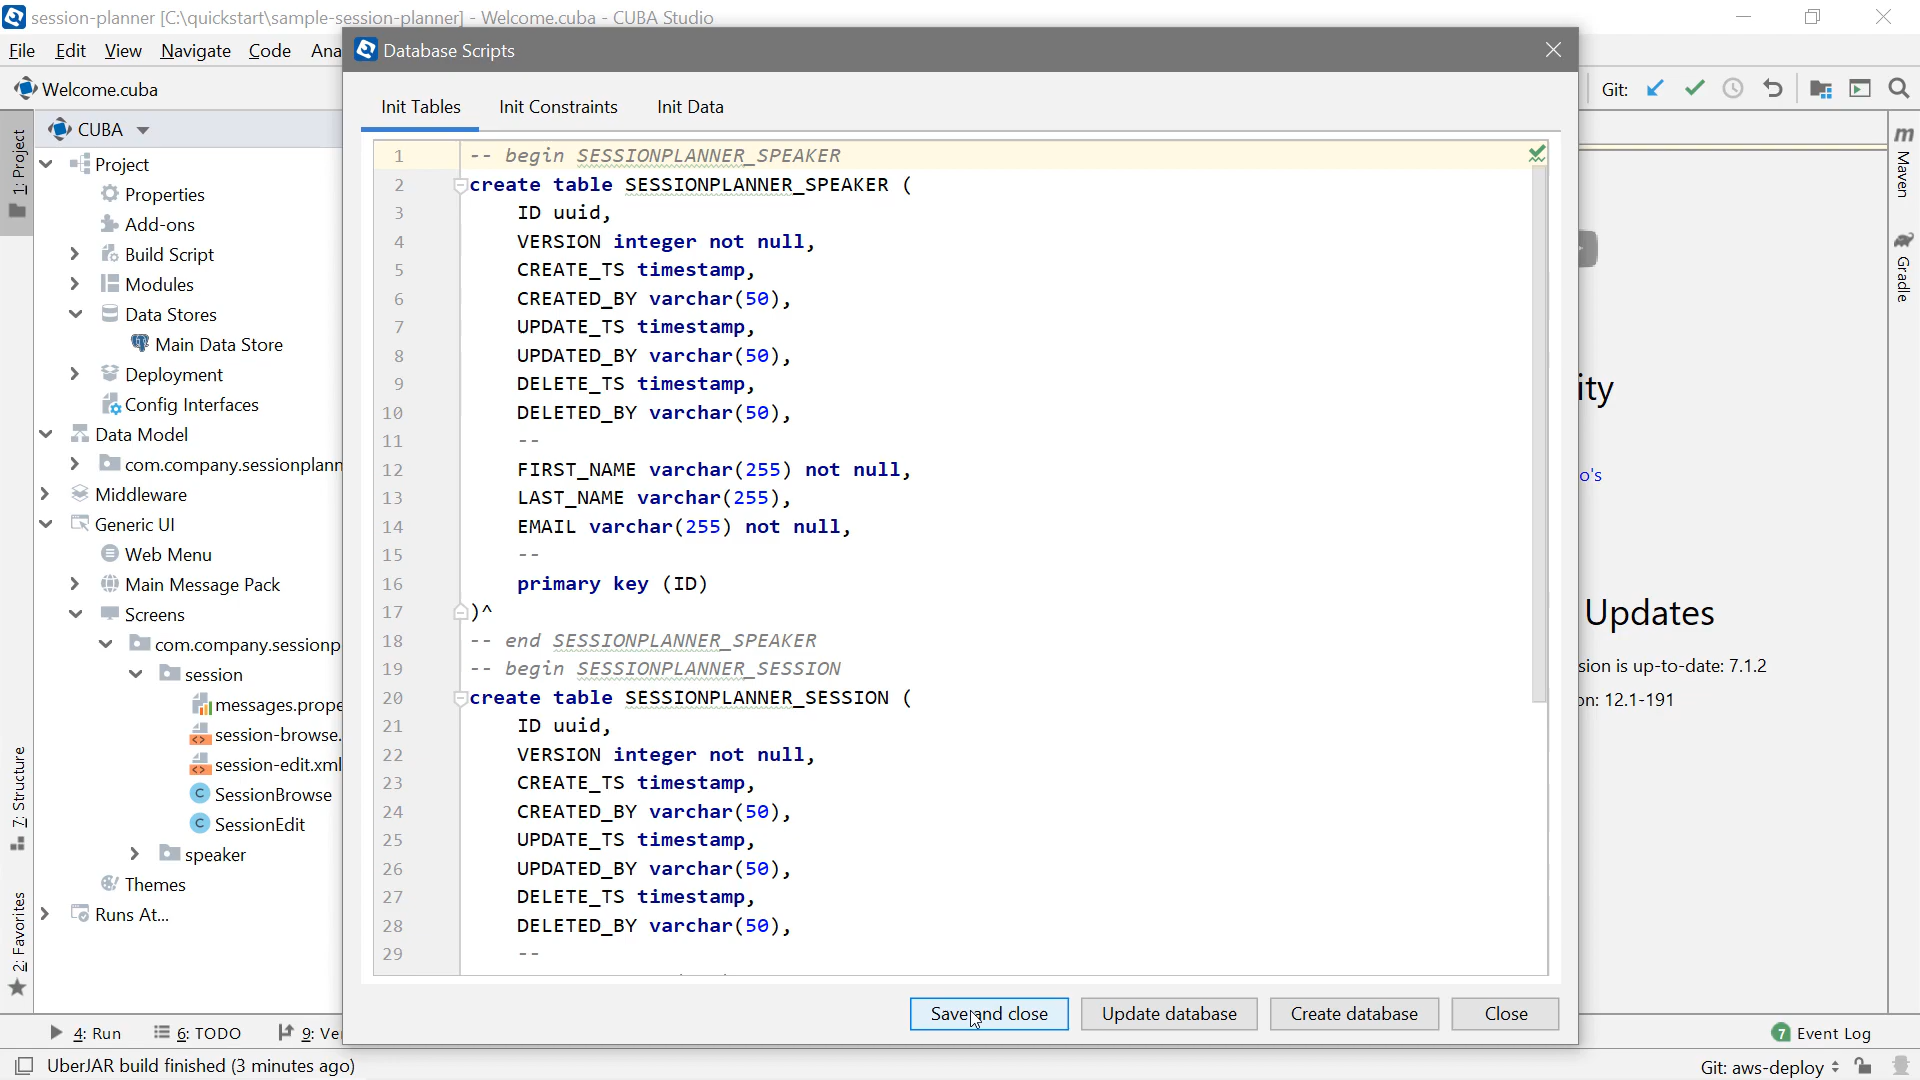 session-planner [C:\quickstart\sample-session-planner] - Welcome.cuba - CUBA Studio
File Edit View Navigate Code Ana
Database Scripts
Welcome.cuba
Git:
CUBA
Init Tables Init Constraints Init Data
1: Project
7: Structure
2: Favorites
Project
Properties
Add-ons
Build Script
Modules
Data Stores
Main Data Store
Deployment
Config Interfaces
Data Model
com.company.sessionplann
Middleware
Generic UI
Web Menu
Main Message Pack
Screens
com.company.sessionp
session
messages.prope
session-browse.
session-edit.xml
SessionBrowse
SessionEdit
speaker
Themes
Runs At...
1 -- begin SESSIONPLANNER_SPEAKER
2 create table SESSIONPLANNER_SPEAKER (
3 ID uuid,
4 VERSION integer not null,
5 CREATE_TS timestamp,
6 CREATED_BY varchar(50),
7 UPDATE_TS timestamp,
8 UPDATED_BY varchar(50),
9 DELETE_TS timestamp,
10 DELETED_BY varchar(50),
11 --
12 FIRST_NAME varchar(255) not null,
13 LAST_NAME varchar(255),
14 EMAIL varchar(255) not null,
15 --
16 primary key (ID)
17 )^
18 -- end SESSIONPLANNER_SPEAKER
19 -- begin SESSIONPLANNER_SESSION
20 create table SESSIONPLANNER_SESSION (
21 ID uuid,
22 VERSION integer not null,
23 CREATE_TS timestamp,
24 CREATED_BY varchar(50),
25 UPDATE_TS timestamp,
26 UPDATED_BY varchar(50),
27 DELETE_TS timestamp,
28 DELETED_BY varchar(50),
29 --
Save and close Update database Create database Close
ity
o's
Updates
sion is up-to-date: 7.1.2
on: 12.1-191
m Maven
Gradle
4: Run 6: TODO 9: Ve
7 Event Log
UberJAR build finished (3 minutes ago)
Git: aws-deploy